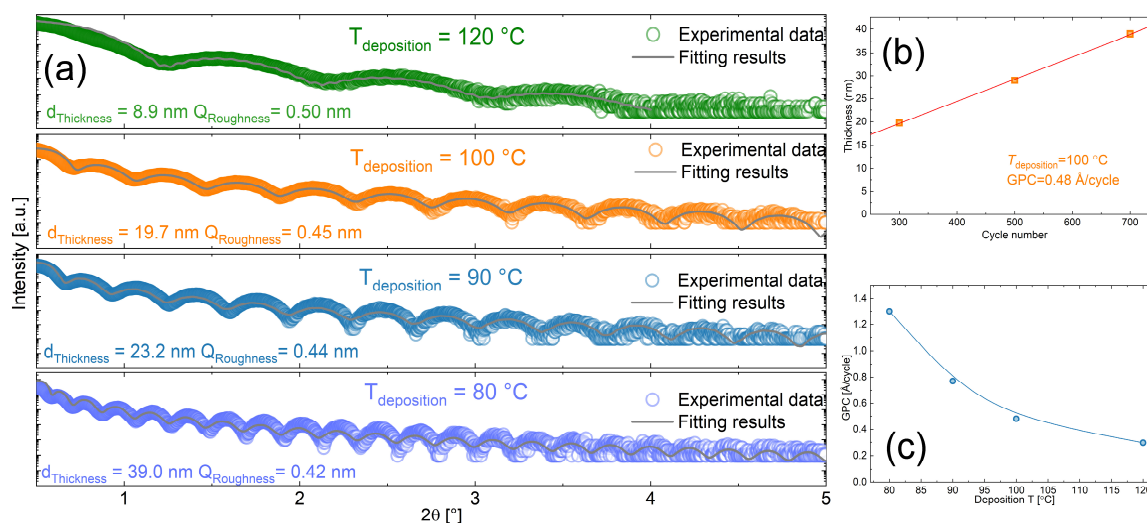 (a)
T_deposition = 120 °C
Experimental data
Fitting results
d_Thickness = 8.9 nm Q_Roughness = 0.50 nm
T_deposition = 100 °C
Experimental data
Fitting results
d_Thickness = 19.7 nm Q_Roughness = 0.45 nm
T_deposition = 90 °C
Experimental data
Fitting results
d_Thickness = 23.2 nm Q_Roughness = 0.44 nm
T_deposition = 80 °C
Experimental data
Fitting results
d_Thickness = 39.0 nm Q_Roughness = 0.42 nm
Intensity [a.u.]
1 2 3 4 5
2θ [°]
(b)
40
35
30
25
20
15
10
5
0
Thickness (nm)
T_deposition=100 °C
GPC=0.48 Å/cycle
300 400 500 600 700
Cycle number
(c)
1.4
1.2
1.0
0.8
0.6
0.4
0.2
0.0
GPC [Å/cycle]
80 85 90 95 100 105 110 115 120
Deposition T [°C]